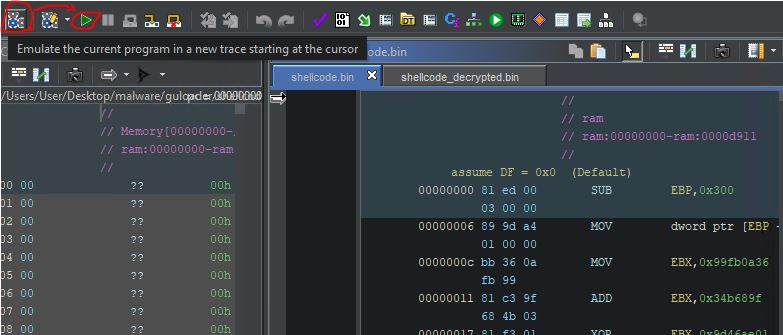 Emulate the current program in a new trace starting at the cursor
code.bin
shellcode.bin
shellcode_decrypted.bin
/Users/User/Desktop/malware/guloader/
//
// Memory[00000000-
// ram:00000000-ram
//
00 00 ?? 00h
01 00 ?? 00h
02 00 ?? 00h
03 00 ?? 00h
04 00 ?? 00h
05 00 ?? 00h
06 00 ?? 00h
07 00 ?? 00h
08 00 ?? 00h
//
// ram
// ram:00000000-ram:0000d911
//
assume DF = 0x0 (Default)
00000000 81 ed 00 SUB EBP,0x300
03 00 00
00000006 89 9d a4 MOV dword ptr [EBP
01 00 00
0000000c bb 36 0a MOV EBX,0x99fb0a36
fb 99
00000011 81 c3 9f ADD EBX,0x34b689f
68 4b 03
00000017 81 f3 01 XOR EBX,0x9d46ae01